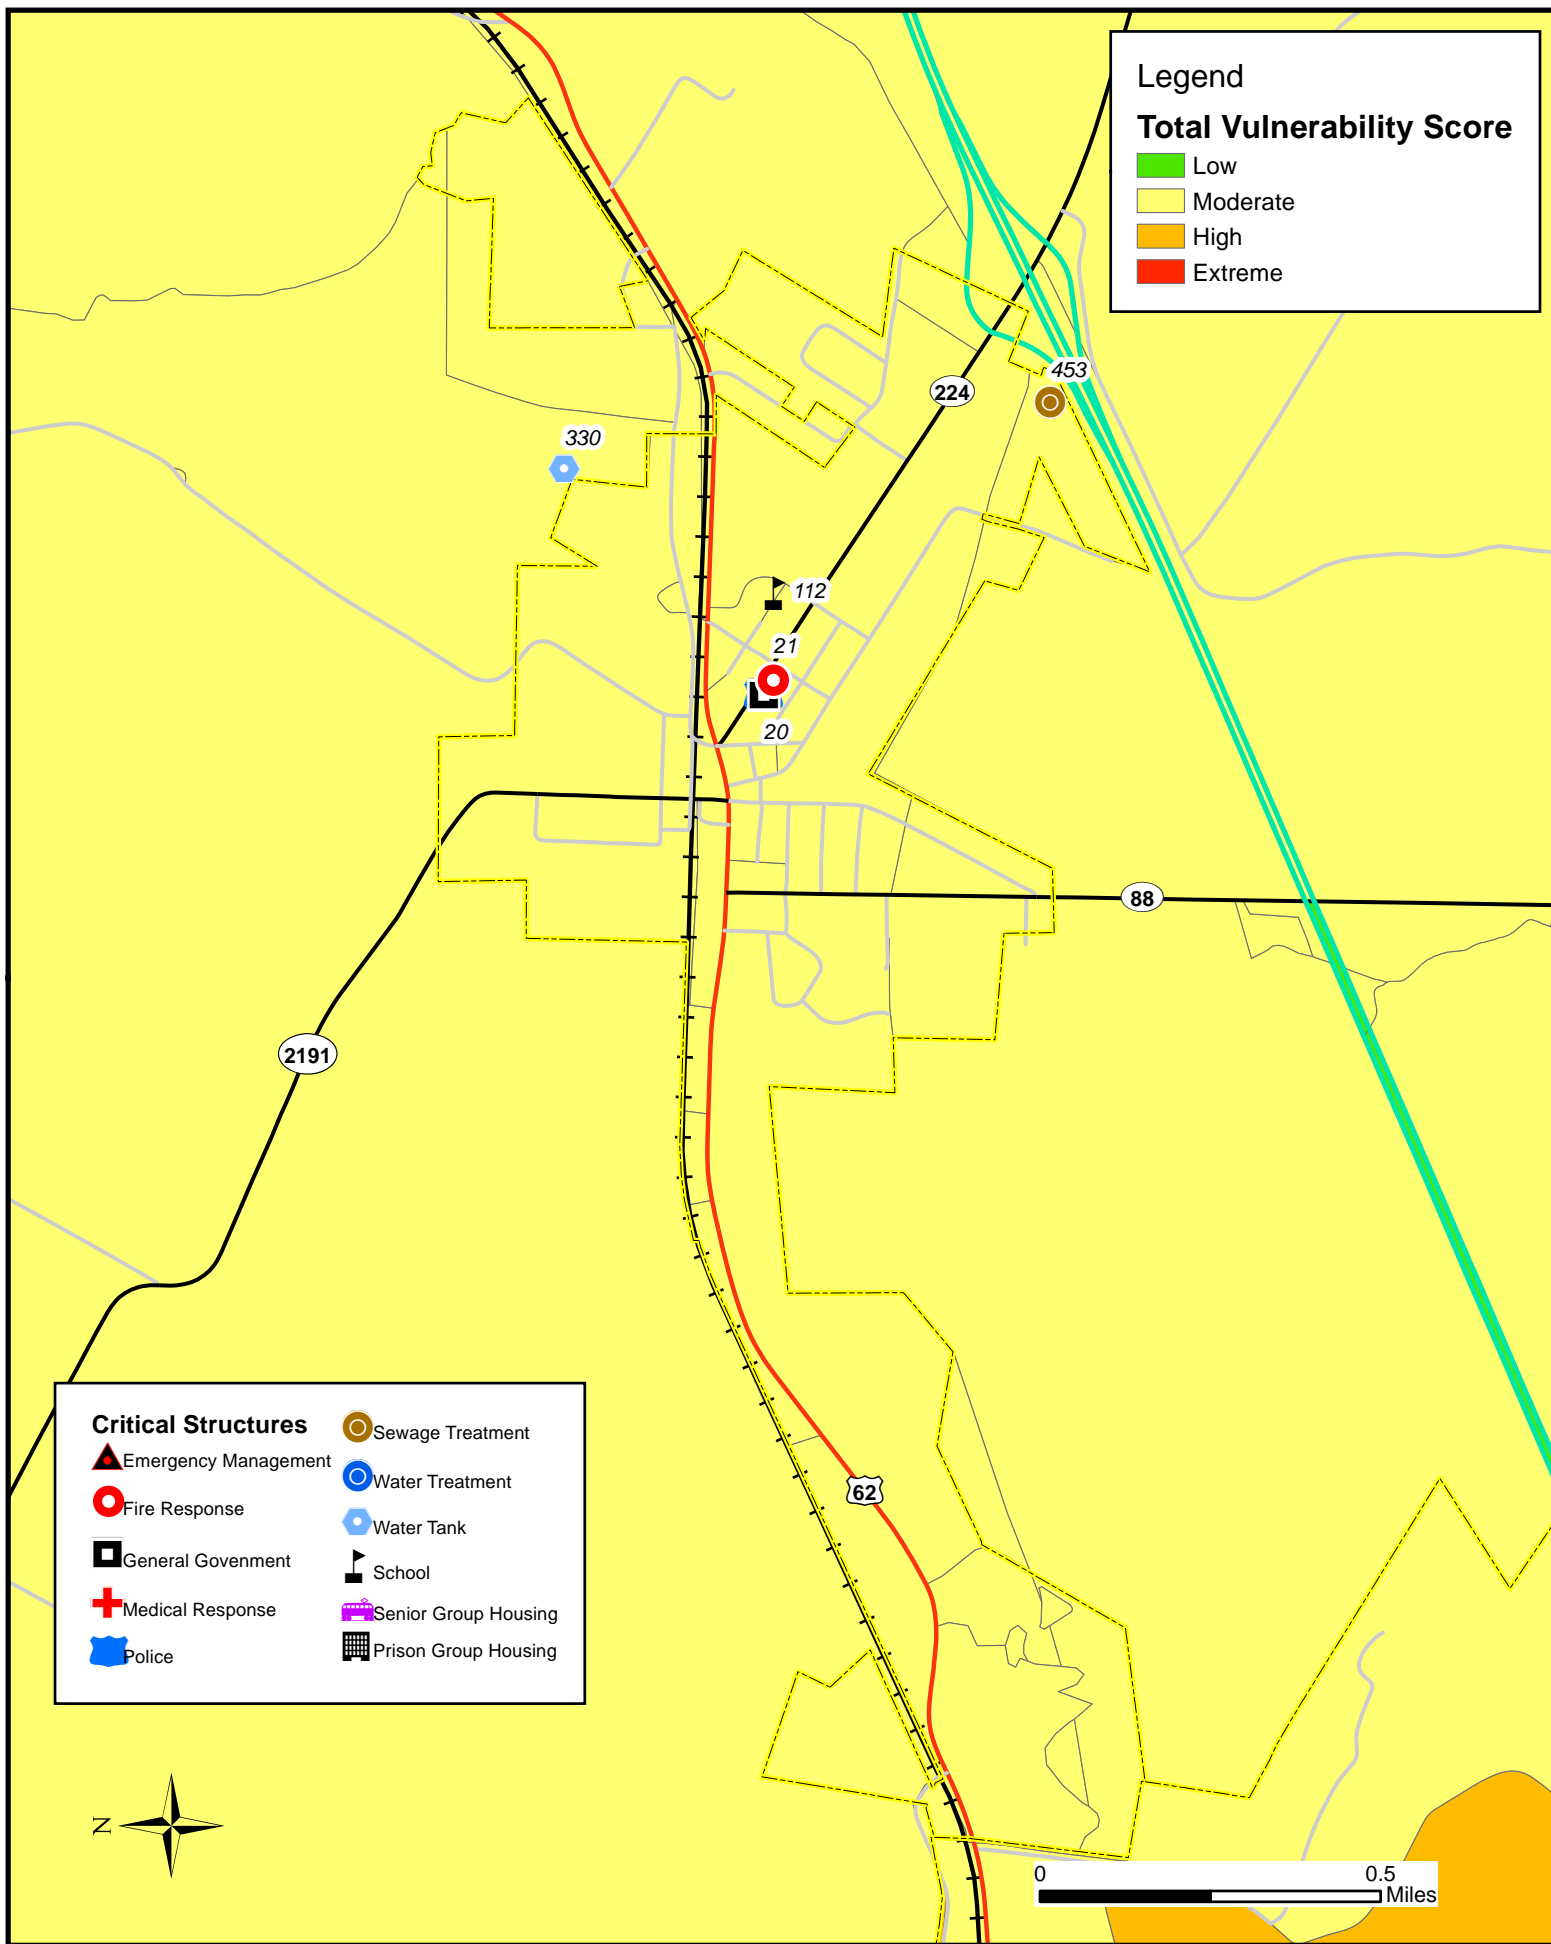 Legend
Total Vulnerability Score
Low
Moderate
High
Extreme
453
224
330
112
21
20
88
2191
62
Critical Structures
Emergency Management
Fire Response
General Govenment
Medical Response
Police
Sewage Treatment
Water Treatment
Water Tank
School
Senior Group Housing
Prison Group Housing
N
0 0.5
Miles